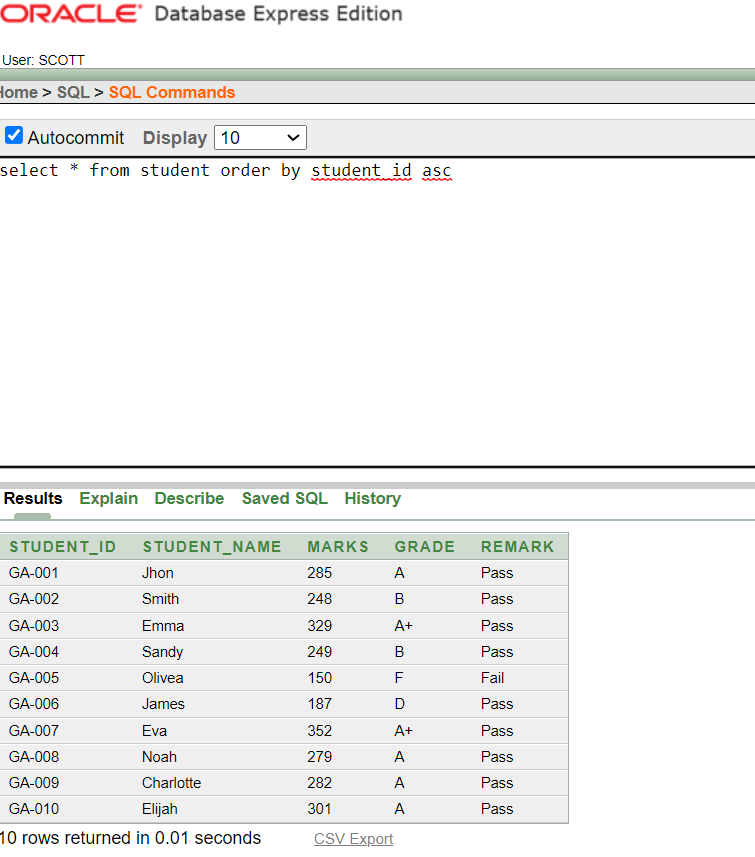 ORACLE Database Express Edition
User: SCOTT
Home > SQL > SQL Commands
Autocommit Display 10
select * from student order by student_id asc
Results Explain Describe Saved SQL History
STUDENT_ID STUDENT_NAME MARKS GRADE REMARK
GA-001 Jhon 285 A Pass
GA-002 Smith 248 B Pass
GA-003 Emma 329 A+ Pass
GA-004 Sandy 249 B Pass
GA-005 Olivea 150 F Fail
GA-006 James 187 D Pass
GA-007 Eva 352 A+ Pass
GA-008 Noah 279 A Pass
GA-009 Charlotte 282 A Pass
GA-010 Elijah 301 A Pass
10 rows returned in 0.01 seconds CSV Export